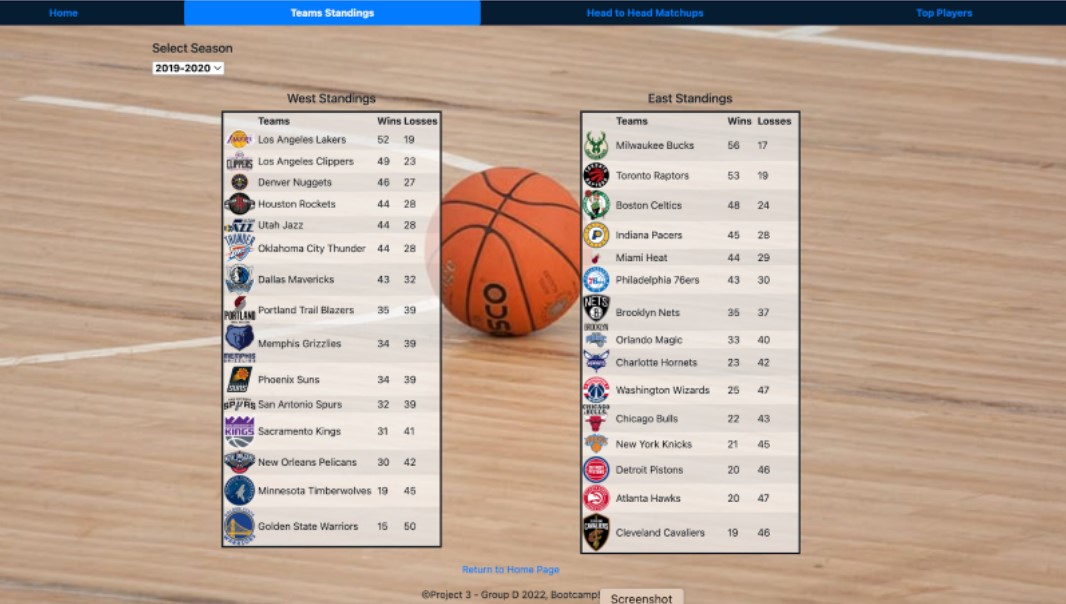 Home Teams Standings Head to Head Matchups Top Players
Select Season
2019-2020
West Standings
Teams Wins Losses
Los Angeles Lakers 52 19
Los Angeles Clippers 49 23
Denver Nuggets 46 27
Houston Rockets 44 28
Utah Jazz 44 28
Oklahoma City Thunder 44 28
Dallas Mavericks 43 32
Portland Trail Blazers 35 39
Memphis Grizzlies 34 39
Phoenix Suns 34 39
San Antonio Spurs 32 39
Sacramento Kings 31 41
New Orleans Pelicans 30 42
Minnesota Timberwolves 19 45
Golden State Warriors 15 50
East Standings
Teams Wins Losses
Milwaukee Bucks 56 17
Toronto Raptors 53 19
Boston Celtics 48 24
Indiana Pacers 45 28
Miami Heat 44 29
Philadelphia 76ers 43 30
Brooklyn Nets 35 37
Orlando Magic 33 40
Charlotte Hornets 23 42
Washington Wizards 25 47
Chicago Bulls 22 43
New York Knicks 21 45
Detroit Pistons 20 46
Atlanta Hawks 20 47
Cleveland Cavaliers 19 46
SCO
Return to Home Page
©Project 3 - Group D 2022, Bootcamp!
Screenshot